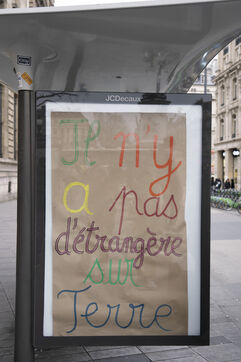 JCDecaux
Il n'y
a pas
d'étrangère
sur
Terre